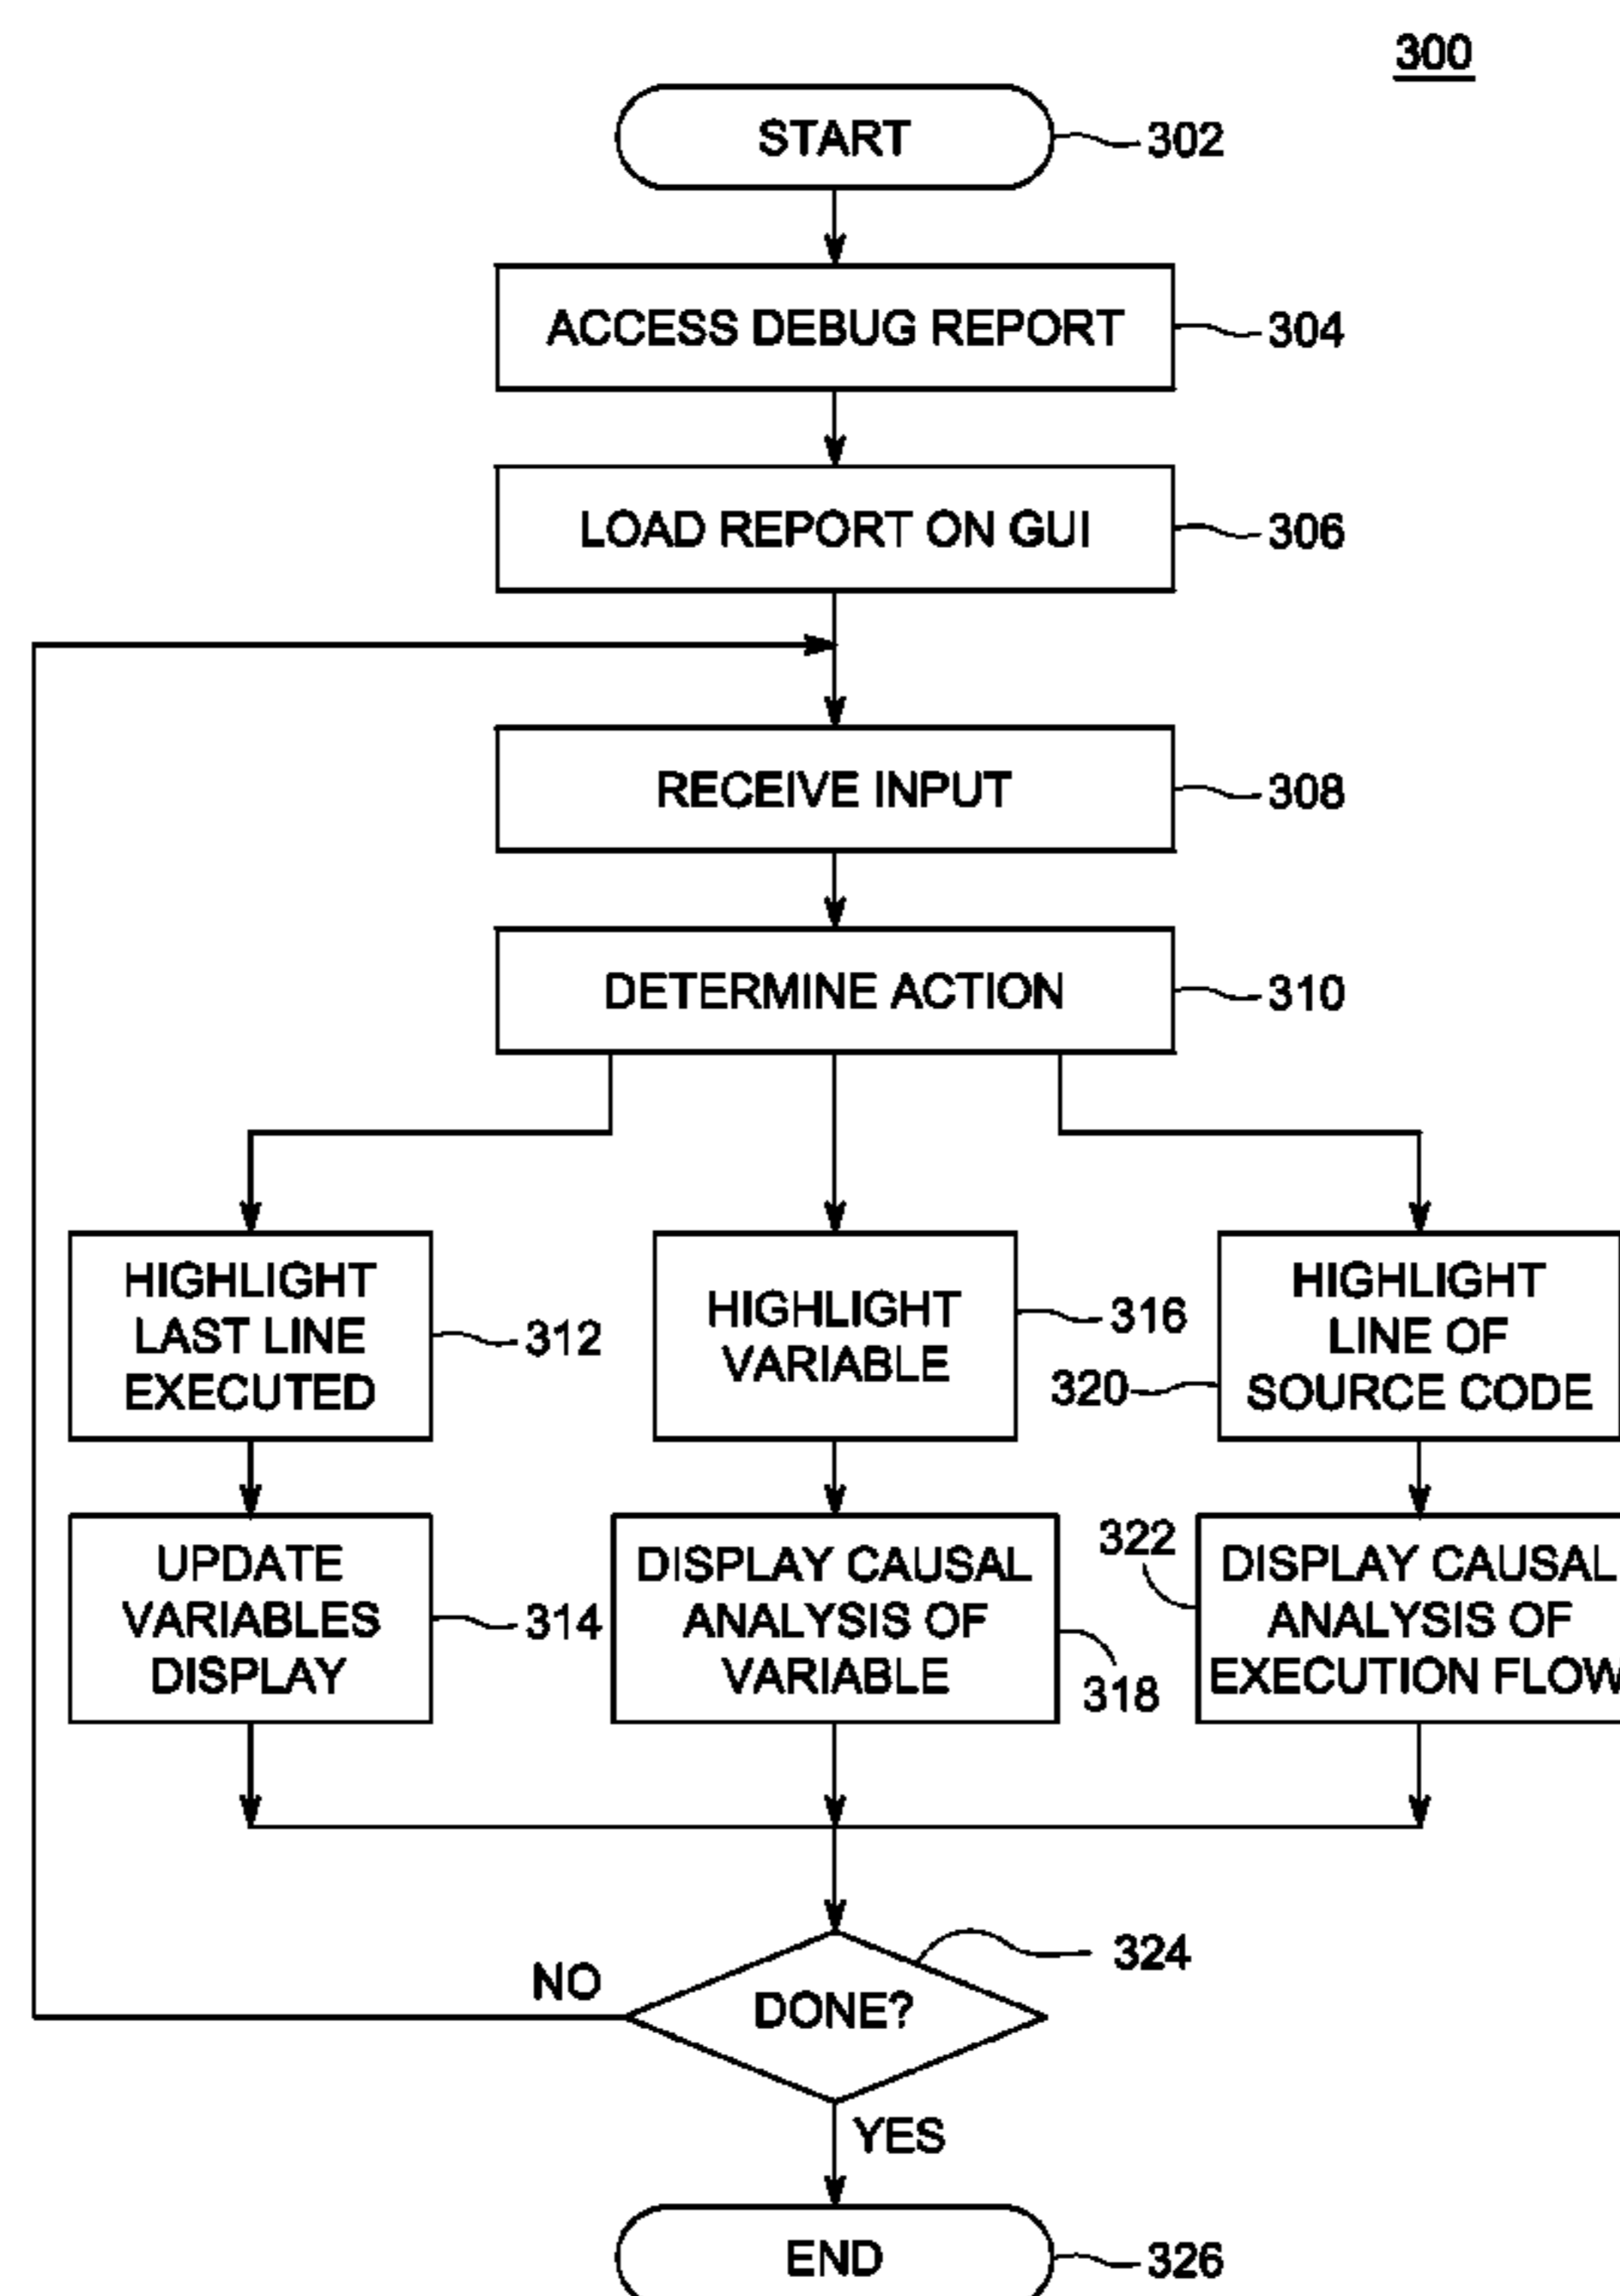 300
START
302
ACCESS DEBUG REPORT
304
LOAD REPORT ON GUI
306
RECEIVE INPUT
308
DETERMINE ACTION
310
HIGHLIGHT
LAST LINE
EXECUTED
312
HIGHLIGHT
VARIABLE
316
HIGHLIGHT
LINE OF
SOURCE CODE
320
UPDATE
VARIABLES
DISPLAY
314
DISPLAY CAUSAL
ANALYSIS OF
VARIABLE
318
DISPLAY CAUSAL
ANALYSIS OF
EXECUTION FLOW
322
DONE?
324
NO
YES
END
326